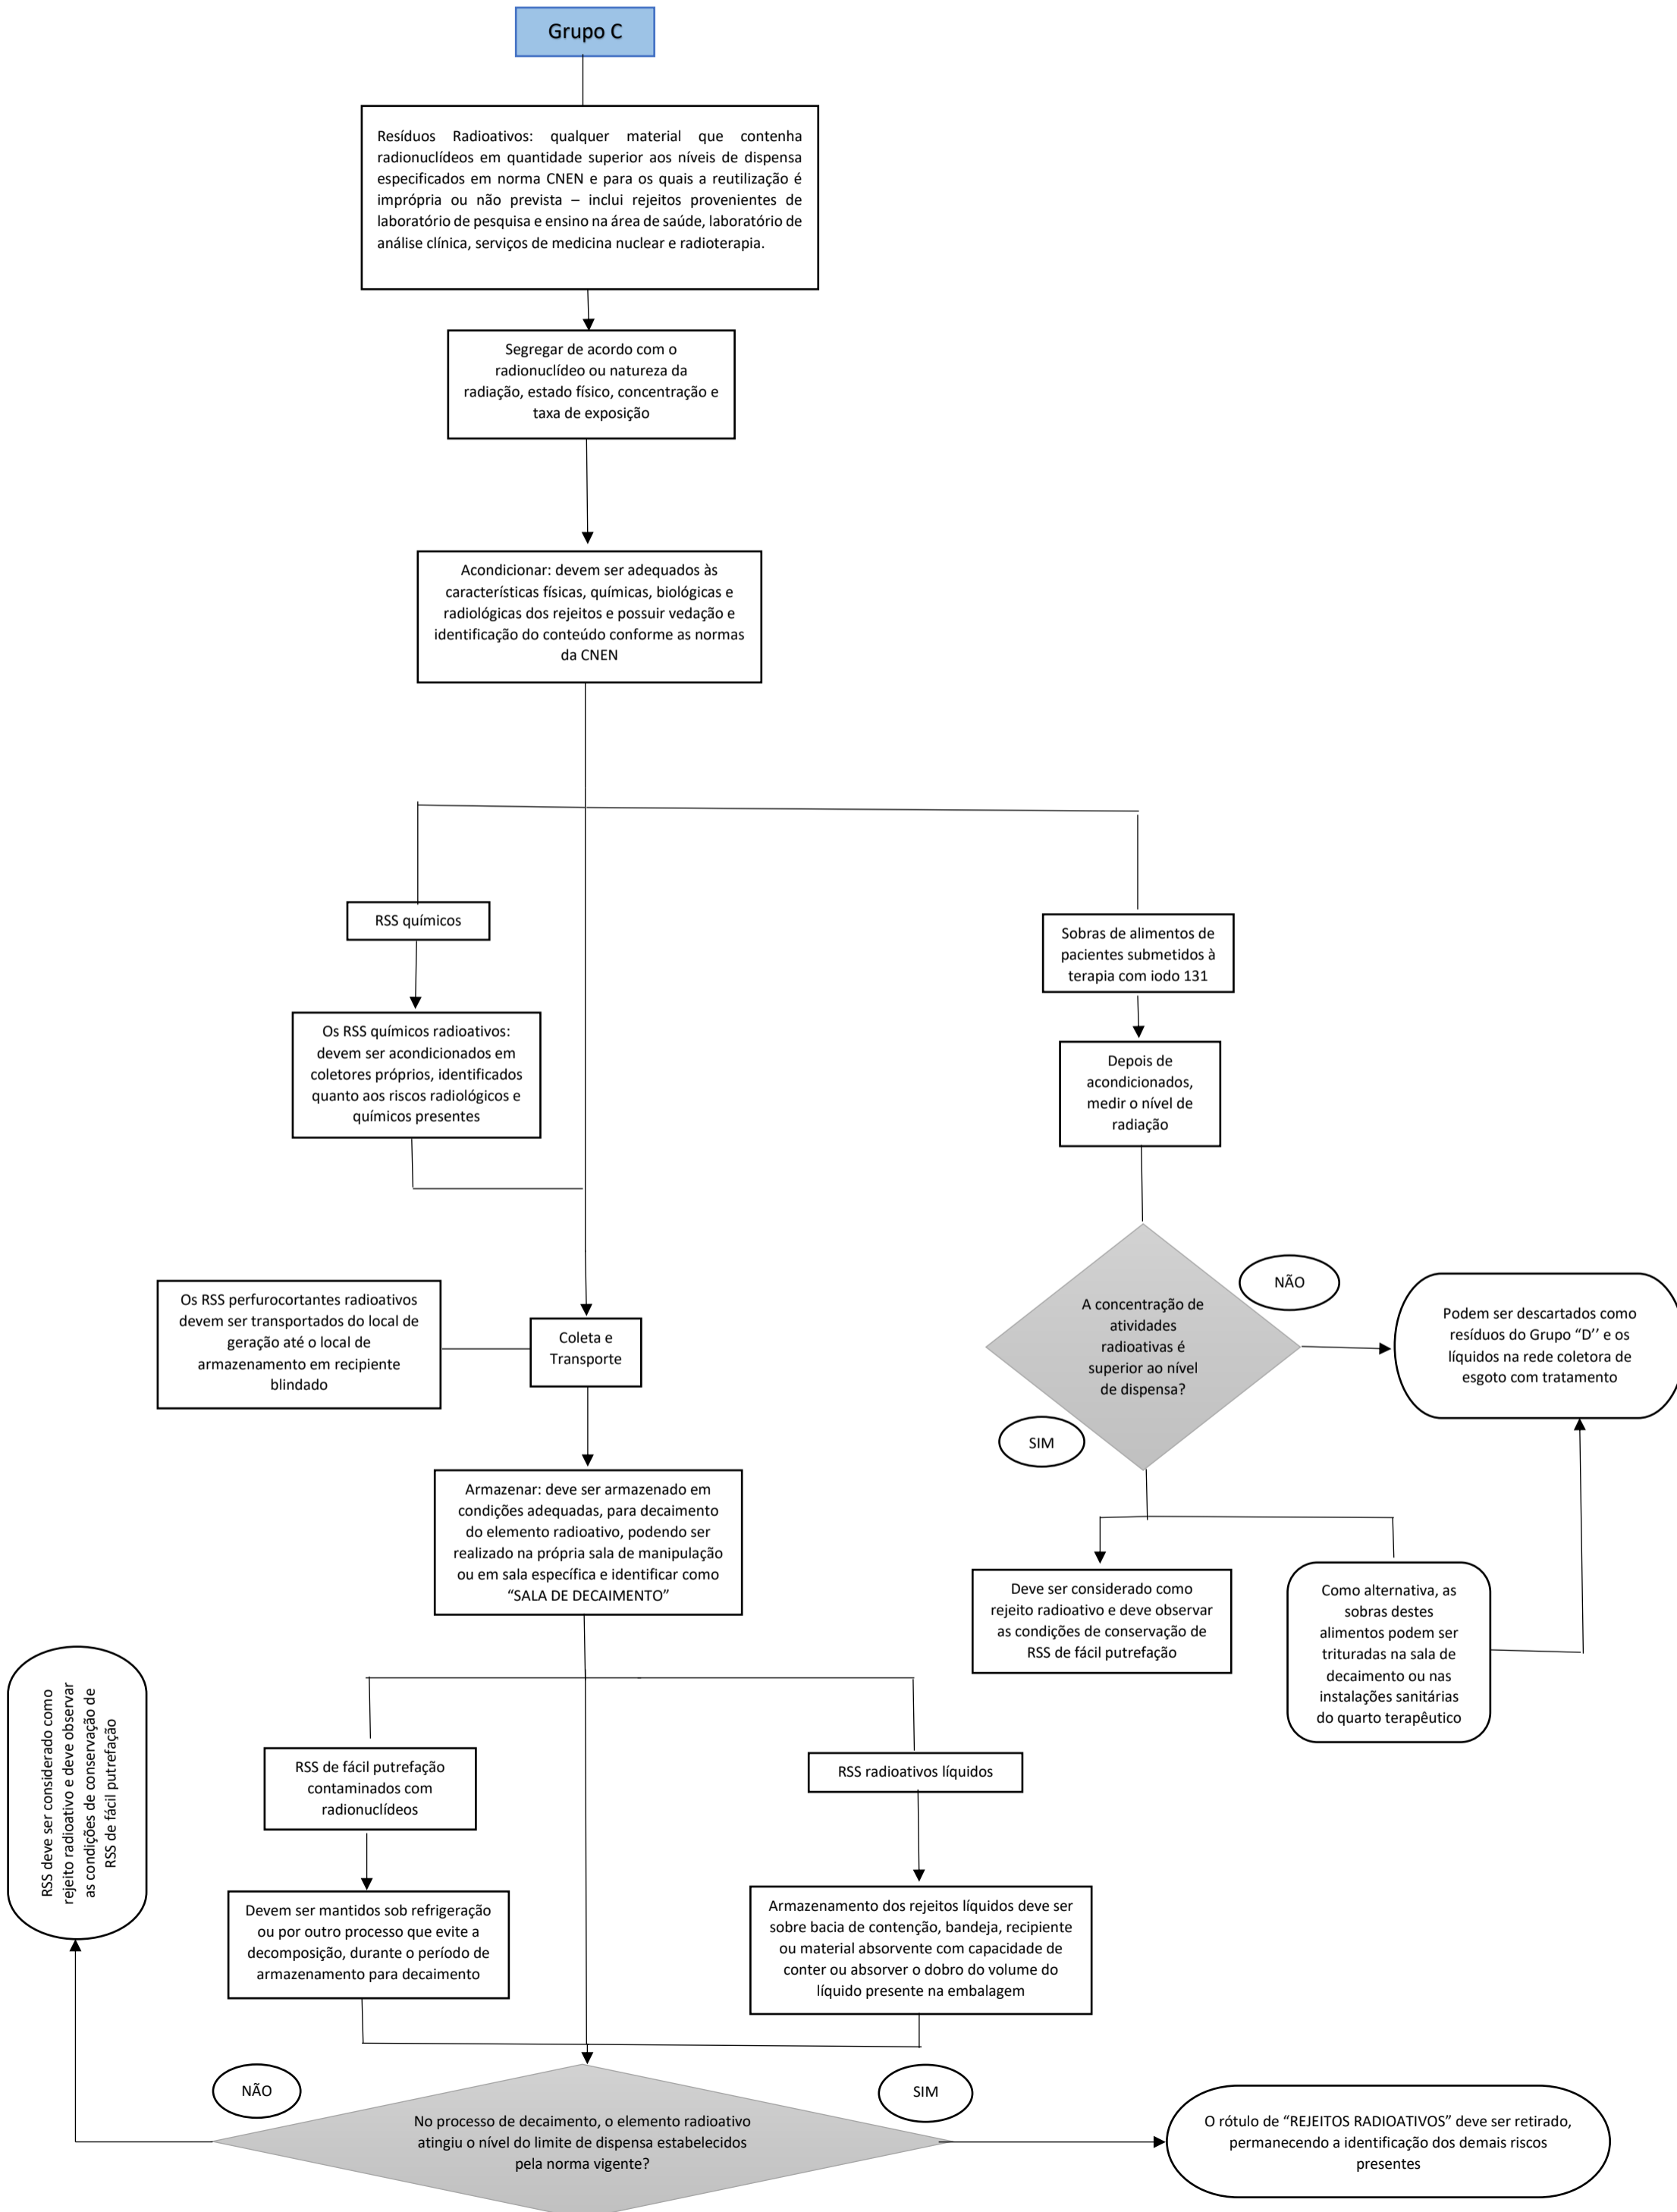 Grupo C
Resíduos Radioativos: qualquer material que contenha
radionuclídeos em quantidade superior aos níveis de dispensa
especificados em norma CNEN e para os quais a reutilização é
imprópria ou não prevista – inclui rejeitos provenientes de
laboratório de pesquisa e ensino na área de saúde, laboratório de
análise clínica, serviços de medicina nuclear e radioterapia.
Segregar de acordo com o
radionuclídeo ou natureza da
radiação, estado físico, concentração e
taxa de exposição
Acondicionar: devem ser adequados às
características físicas, químicas, biológicas e
radiológicas dos rejeitos e possuir vedação e
identificação do conteúdo conforme as normas
da CNEN
RSS químicos
Os RSS químicos radioativos:
devem ser acondicionados em
coletores próprios, identificados
quanto aos riscos radiológicos e
químicos presentes
Sobras de alimentos de
pacientes submetidos à
terapia com iodo 131
Depois de
acondicionados,
medir o nível de
radiação
A concentração de
atividades
radioativas é
superior ao nível
de dispensa?
NÃO
Podem ser descartados como
resíduos do Grupo “D’’ e os
líquidos na rede coletora de
esgoto com tratamento
SIM
Deve ser considerado como
rejeito radioativo e deve observar
as condições de conservação de
RSS de fácil putrefação
Como alternativa, as
sobras destes
alimentos podem ser
trituradas na sala de
decaimento ou nas
instalações sanitárias
do quarto terapêutico
Os RSS perfurocortantes radioativos
devem ser transportados do local de
geração até o local de
armazenamento em recipiente
blindado
Coleta e
Transporte
Armazenar: deve ser armazenado em
condições adequadas, para decaimento
do elemento radioativo, podendo ser
realizado na própria sala de manipulação
ou em sala específica e identificar como
“SALA DE DECAIMENTO”
RSS de fácil putrefação
contaminados com
radionuclídeos
Devem ser mantidos sob refrigeração
ou por outro processo que evite a
decomposição, durante o período de
armazenamento para decaimento
RSS radioativos líquidos
Armazenamento dos rejeitos líquidos deve ser
sobre bacia de contenção, bandeja, recipiente
ou material absorvente com capacidade de
conter ou absorver o dobro do volume do
líquido presente na embalagem
No processo de decaimento, o elemento radioativo
atingiu o nível do limite de dispensa estabelecidos
pela norma vigente?
NÃO
RSS deve ser considerado como
rejeito radioativo e deve observar
as condições de conservação de
RSS de fácil putrefação
SIM
O rótulo de “REJEITOS RADIOATIVOS” deve ser retirado,
permanecendo a identificação dos demais riscos
presentes